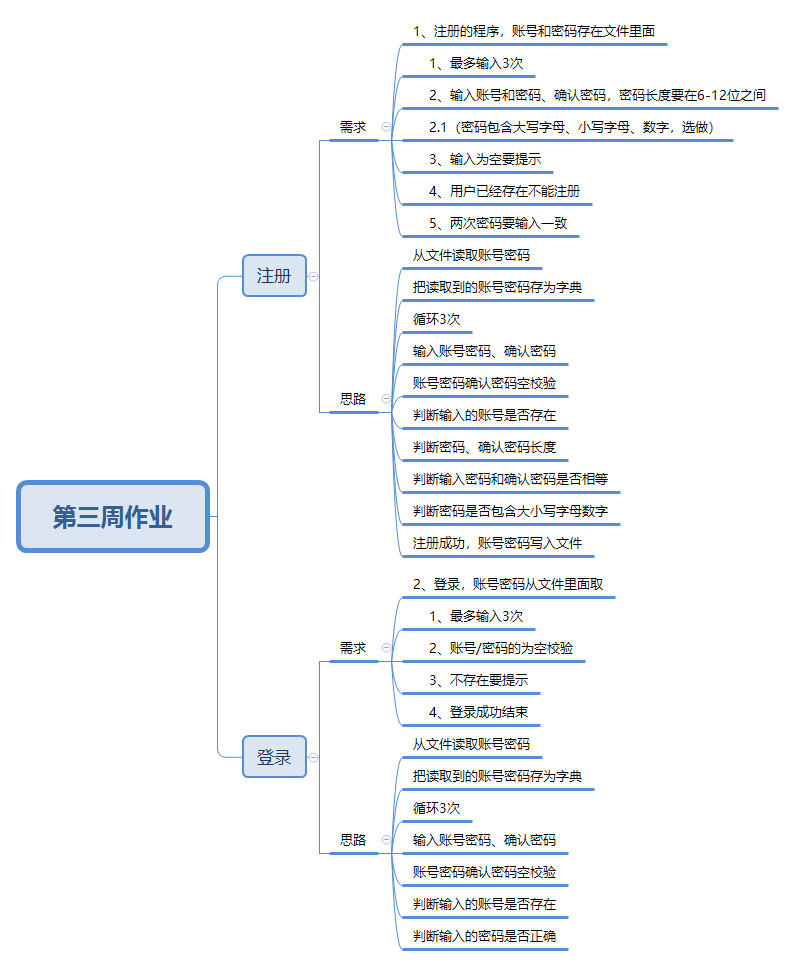 第三周作业
注册
需求
1、注册的程序，账号和密码存在文件里面
1、最多输入3次
2、输入账号和密码、确认密码，密码长度要在6-12位之间
2.1（密码包含大写字母、小写字母、数字，选做）
3、输入为空要提示
4、用户已经存在不能注册
5、两次密码要输入一致
思路
从文件读取账号密码
把读取到的账号密码存为字典
循环3次
输入账号密码、确认密码
账号密码确认密码空校验
判断输入的账号是否存在
判断密码、确认密码长度
判断输入密码和确认密码是否相等
判断密码是否包含大小写字母数字
注册成功，账号密码写入文件
登录
需求
2、登录，账号密码从文件里面取
1、最多输入3次
2、账号/密码的为空校验
3、不存在要提示
4、登录成功结束
思路
从文件读取账号密码
把读取到的账号密码存为字典
循环3次
输入账号密码、确认密码
账号密码确认密码空校验
判断输入的账号是否存在
判断输入的密码是否正确